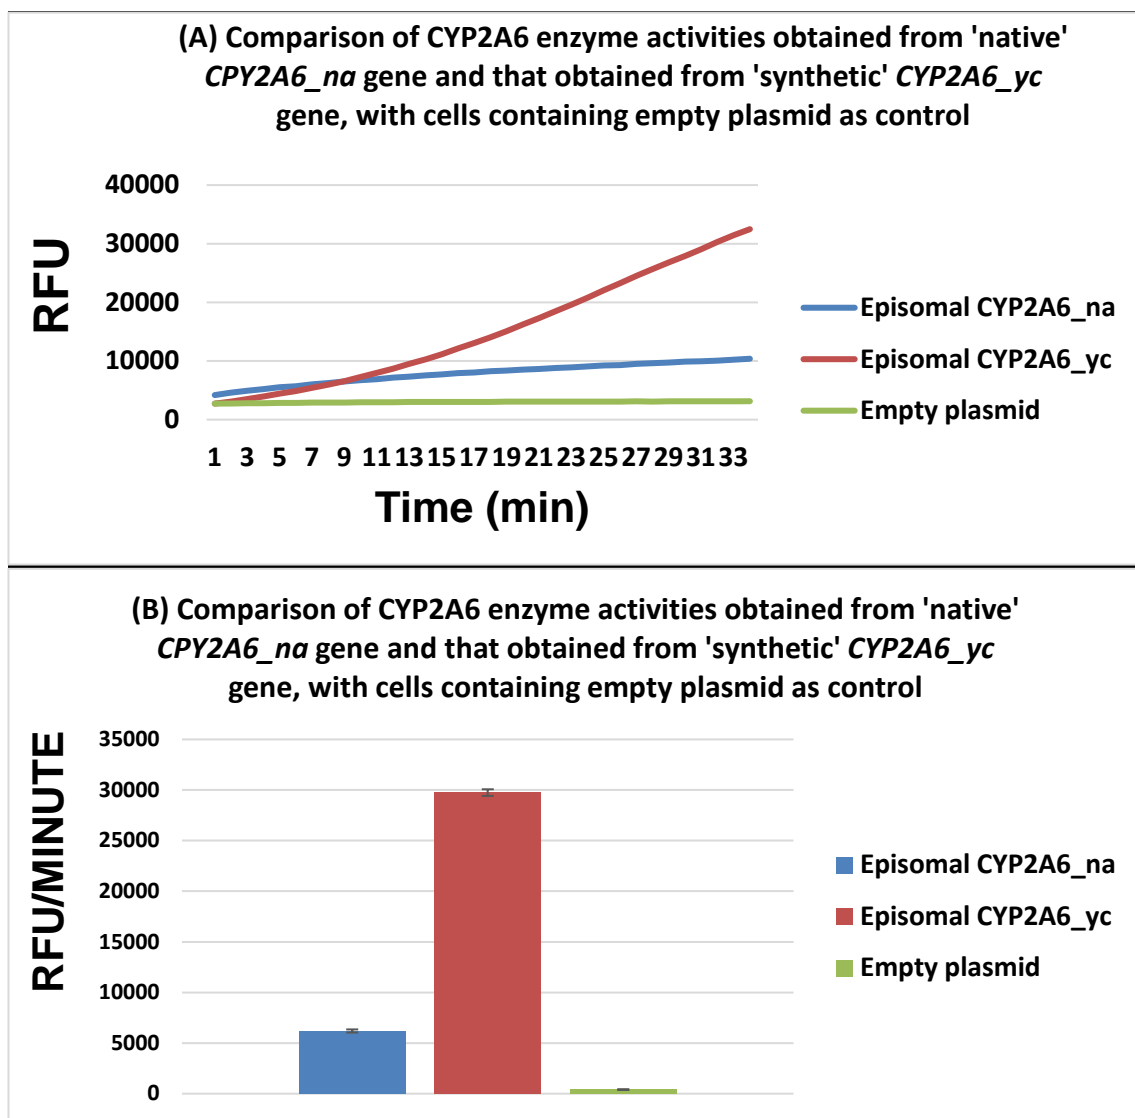 (A) Comparison of CYP2A6 enzyme activities obtained from 'native'
CPY2A6_na gene and that obtained from 'synthetic' CYP2A6_yc
gene, with cells containing empty plasmid as control
40000
30000
20000
10000
0
RFU
1 3 5 7 9 11 13 15 17 19 21 23 25 27 29 31 33
Time (min)
Episomal CYP2A6_na
Episomal CYP2A6_yc
Empty plasmid
(B) Comparison of CYP2A6 enzyme activities obtained from 'native'
CPY2A6_na gene and that obtained from 'synthetic' CYP2A6_yc
gene, with cells containing empty plasmid as control
35000
30000
25000
20000
15000
10000
5000
0
RFU/MINUTE
Episomal CYP2A6_na
Episomal CYP2A6_yc
Empty plasmid